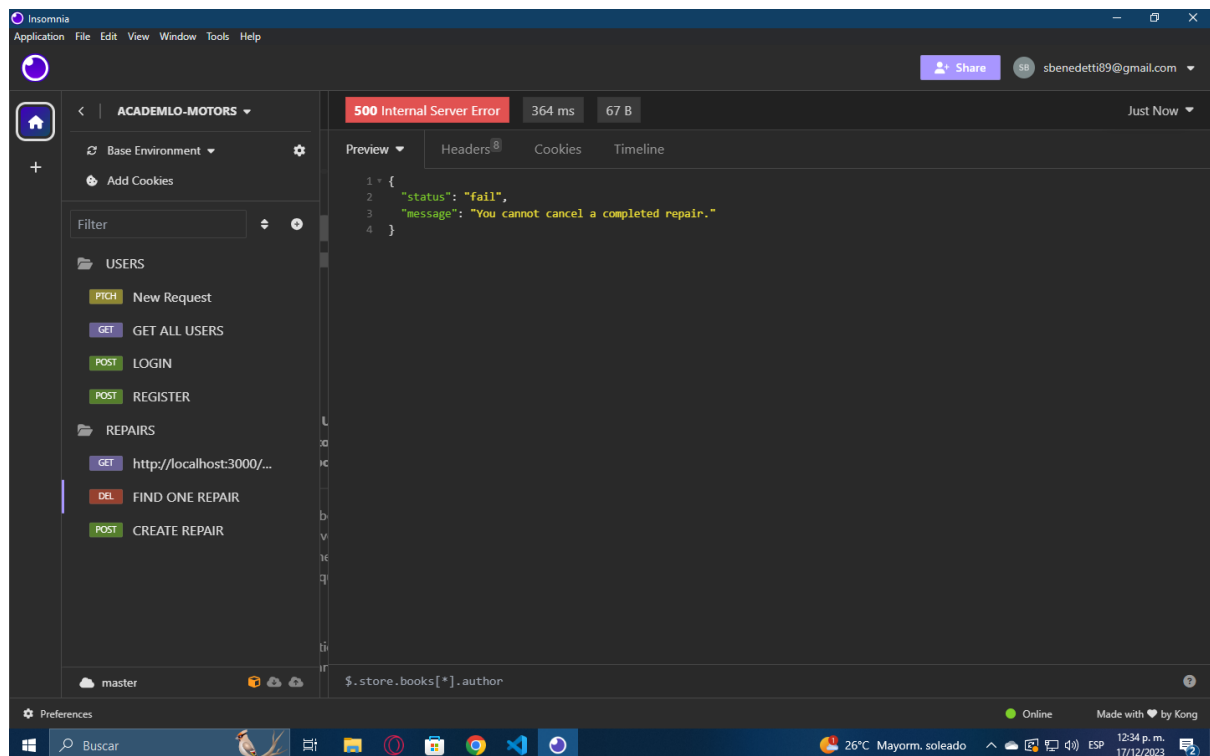 Insomnia
Application File Edit View Window Tools Help
Share
SB
sbenedetti89@gmail.com
ACADEMLO-MOTORS
500 Internal Server Error 364 ms 67 B
Just Now
Base Environment
Preview Headers 8 Cookies Timeline
Add Cookies
1 {
2 "status": "fail",
3 "message": "You cannot cancel a completed repair."
4 }
Filter
USERS
PTCH New Request
GET GET ALL USERS
POST LOGIN
POST REGISTER
REPAIRS
GET http://localhost:3000/...
DEL FIND ONE REPAIR
POST CREATE REPAIR
master
$.store.books[*].author
Preferences
Online
Made with ♥ by Kong
Buscar
26°C Mayorm. soleado
ESP
12:34 p. m.
17/12/2023
2